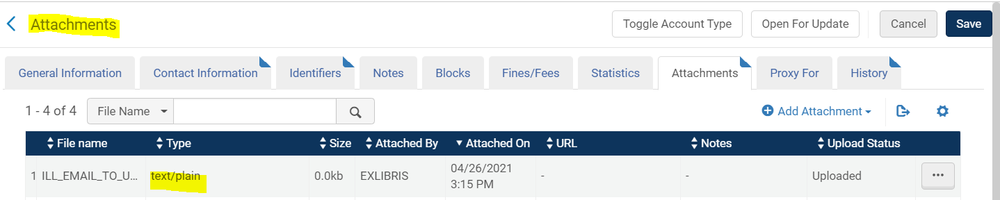 Attachments
Toggle Account Type
Open For Update
Cancel
Save
General Information
Contact Information
Identifiers
Notes
Blocks
Fines/Fees
Statistics
Attachments
Proxy For
History
1 - 4 of 4
File Name
Add Attachment
File name
Type
Size
Attached By
Attached On
URL
Notes
Upload Status
1
ILL_EMAIL_TO_U...
text/plain
0.0kb
EXLIBRIS
04/26/2021
3:15 PM
-
-
Uploaded